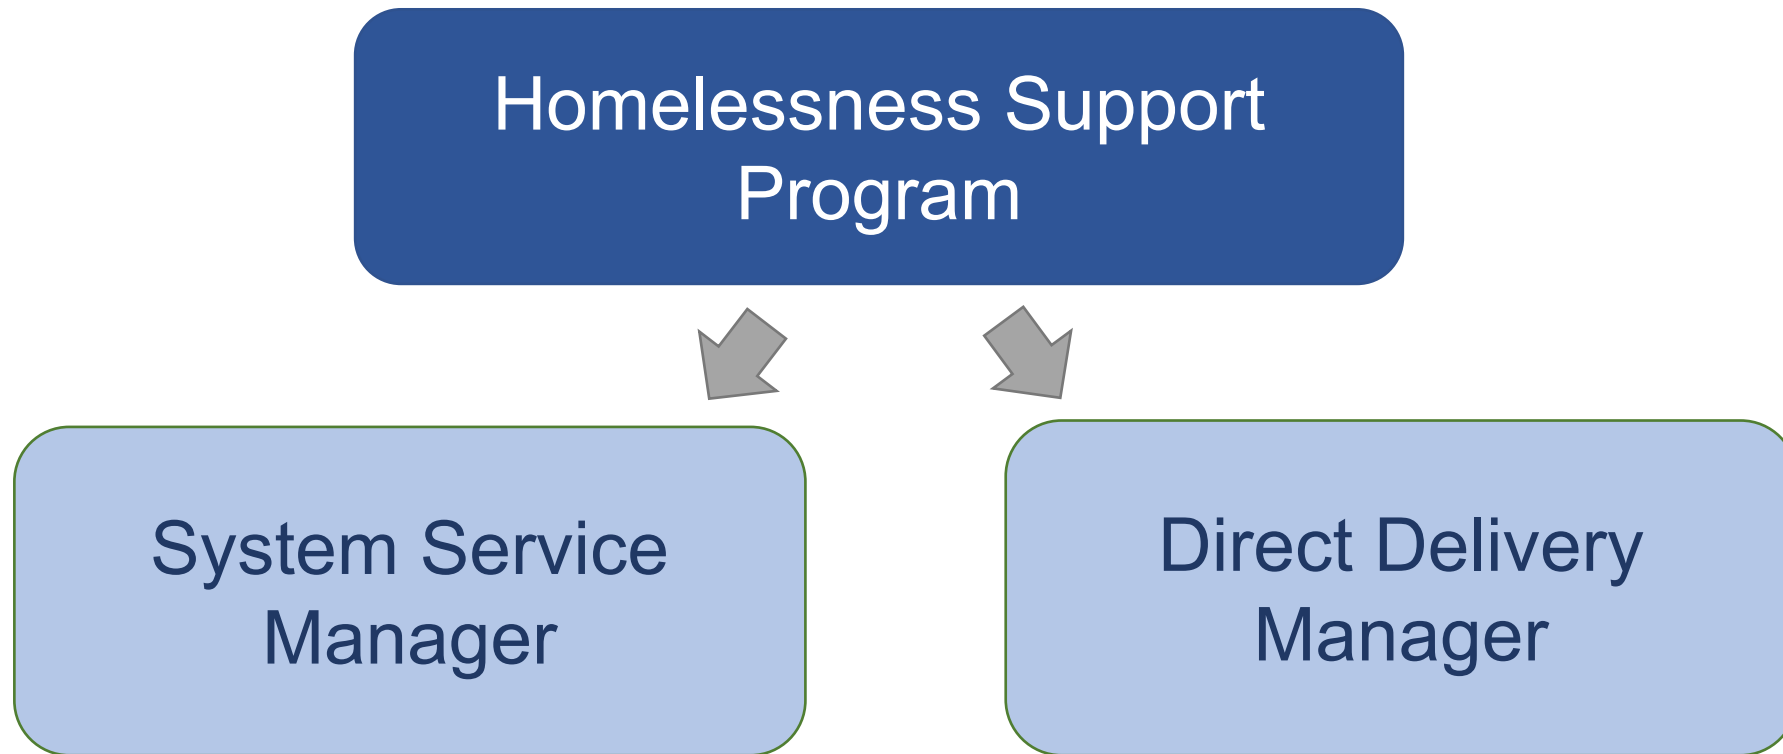 Homelessness Support
Program
System Service
Manager
Direct Delivery
Manager